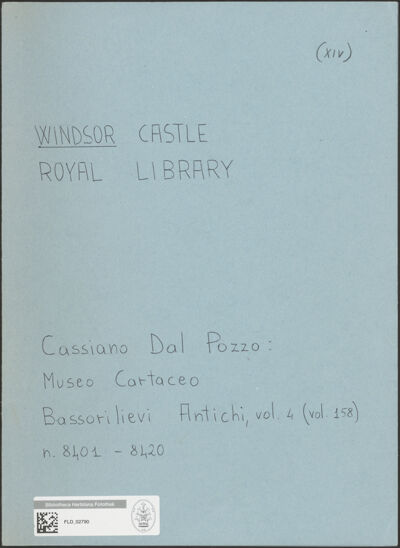 (XIV)
WINDSOR CASTLE
ROYAL LIBRARY
Cassiano Dal Pozzo:
Museo Cartaceo
Bassorilievi Antichi, vol. 4 (vol. 158)
n. 8401 - 8420
Bibliotheca Hertziana Fotothek
FLD_02790